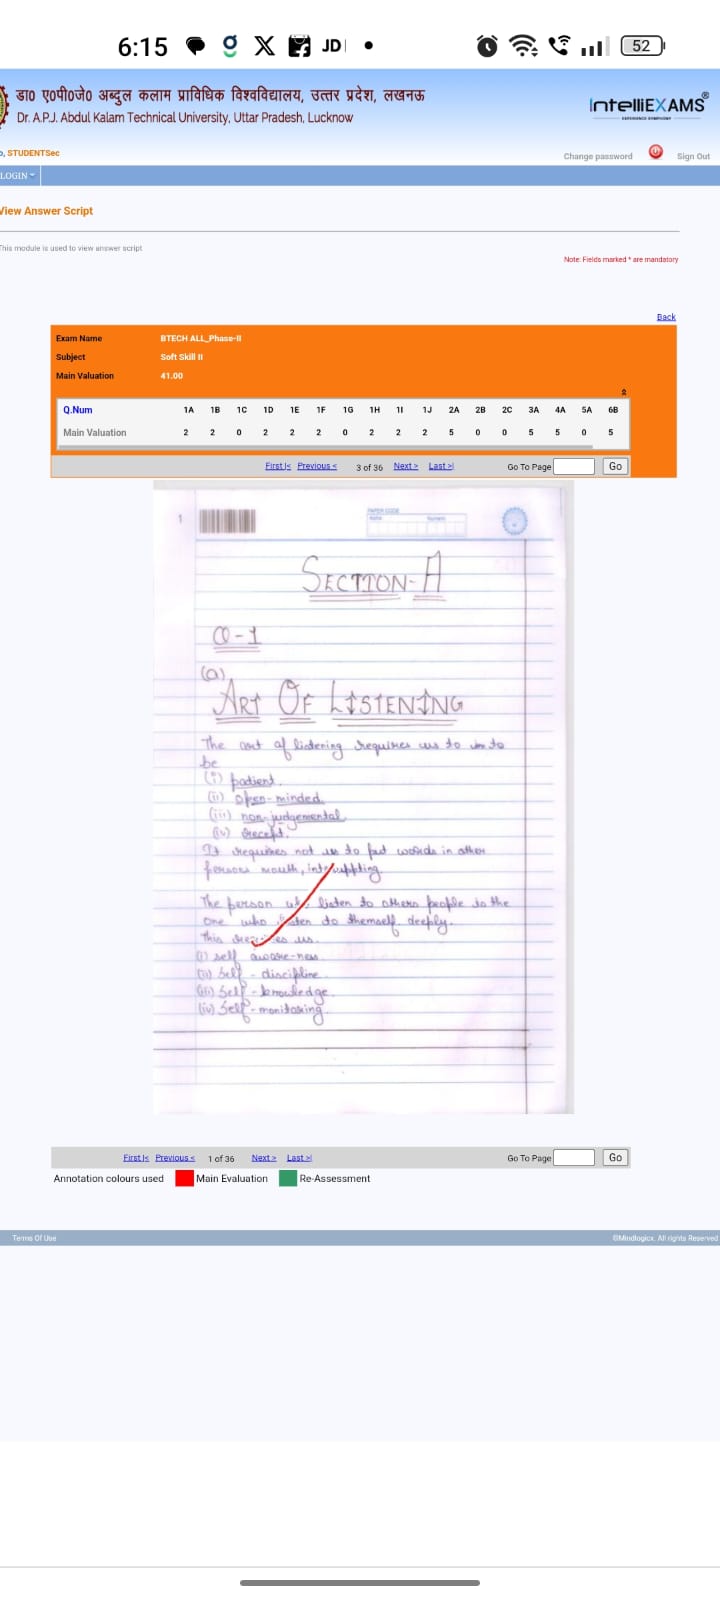 6:15 JD 52
डा0 ए0पी0जे0 अब्दुल कलाम प्राविधिक विश्वविद्यालय, उत्तर प्रदेश, लखनऊ
Dr. A.P.J. Abdul Kalam Technical University, Uttar Pradesh, Lucknow
IntelliEXAMS
o, STUDENTSec
Change password Sign Out
LOGIN
View Answer Script
This module is used to view answer script
Note: Fields marked * are mandatory
Back
Exam Name BTECH ALL_Phase-II
Subject Soft Skill II
Main Valuation 41.00
Q.Num 1A 1B 1C 1D 1E 1F 1G 1H 1I 1J 2A 2B 2C 3A 4A 5A 6B
Main Valuation 2 2 0 2 2 2 0 2 2 2 5 0 0 5 5 0 5
First |< Previous < 3 of 36 Next > Last >| Go To Page Go
1
PAPER CODE
SECTION-A
Q-1
(a)
ART OF LISTENING
The art of listening requires us to
be
(i) patient.
(ii) open-minded.
(iii) non-judgemental.
(iv)
It requires not us to put words in other
persons mouth,
The person who listen to others people is the
one who listen to themself deeply.
This requires us.
(i) self aware-ness
(ii) Self - discipline
(iii) Self - knowledge.
(iv) Self - monitoring.
First |< Previous < 1 of 36 Next > Last >| Go To Page Go
Annotation colours used Main Evaluation Re-Assessment
Terms Of Use ©Mindlogicx. All rights Reserved